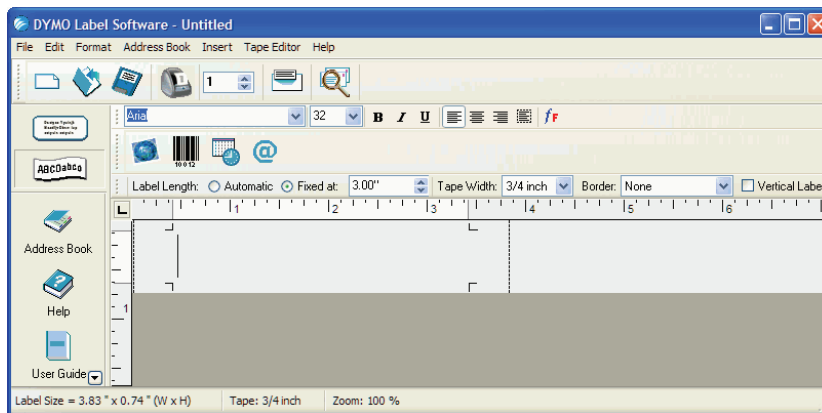 DYMO Label Software - Untitled
File Edit Format Address Book Insert Tape Editor Help
1
Arial 32 B I U fF
ABCDabcd
10012
@
Label Length: Automatic Fixed at: 3.00" Tape Width: 3/4 inch Border: None Vertical Labe
L 1 2 3 4 5 6
Address Book
1
Help
User Guide
Label Size = 3.83 " x 0.74 " (W x H) Tape: 3/4 inch Zoom: 100 %